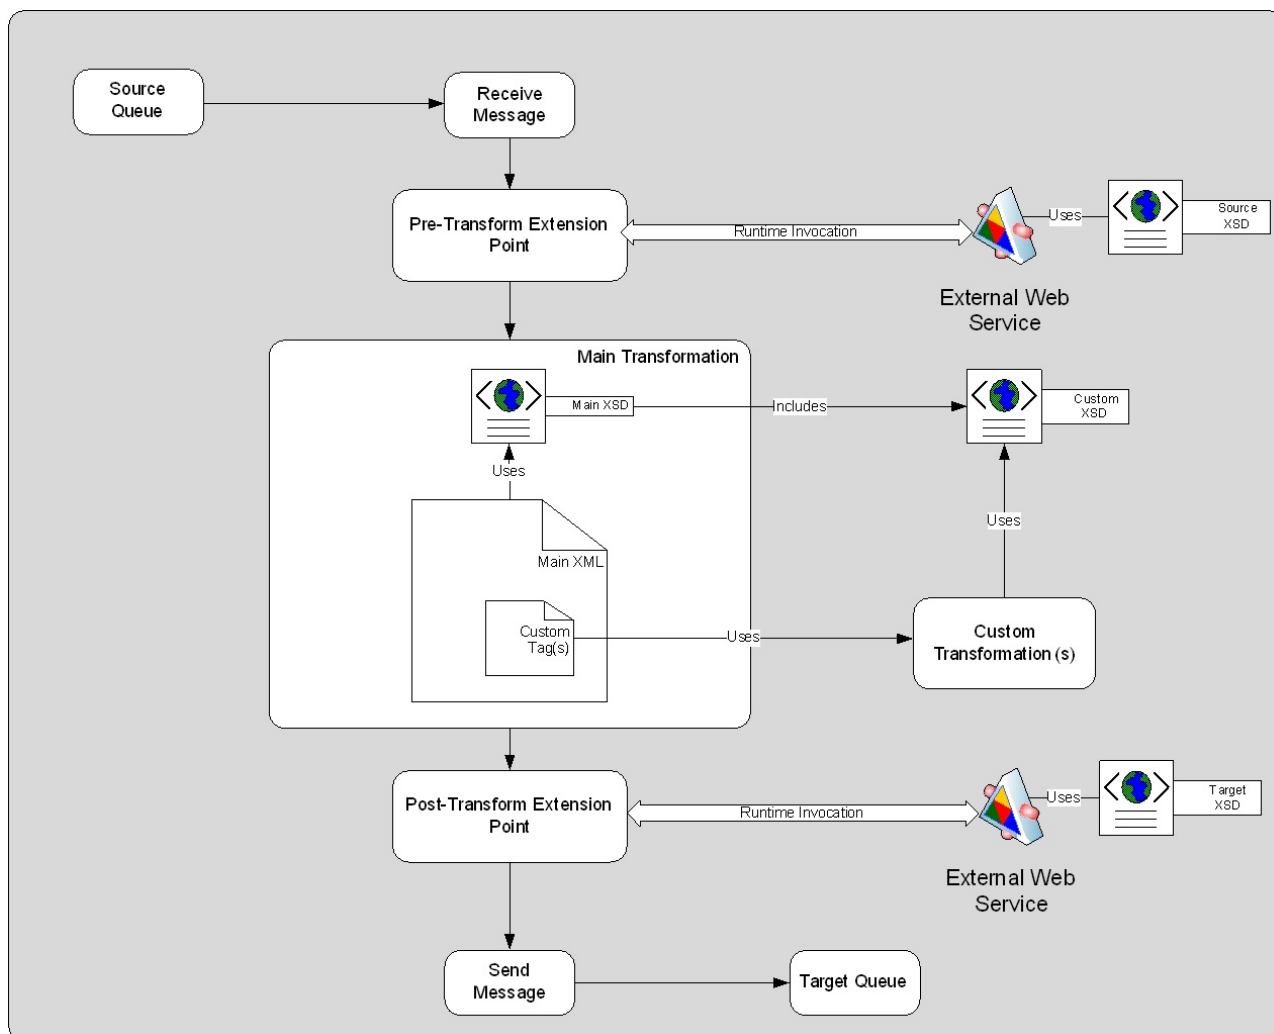 Source
Queue
Receive
Message
Pre-Transform Extension
Point
Runtime Invocation
Uses
Source
XSD
External Web
Service
Main Transformation
Main XSD
Includes
Custom
XSD
Uses
Main XML
Custom
Tag(s)
Uses
Uses
Custom
Transformation (s)
Post-Transform Extension
Point
Runtime Invocation
Uses
Target
XSD
External Web
Service
Send
Message
Target Queue